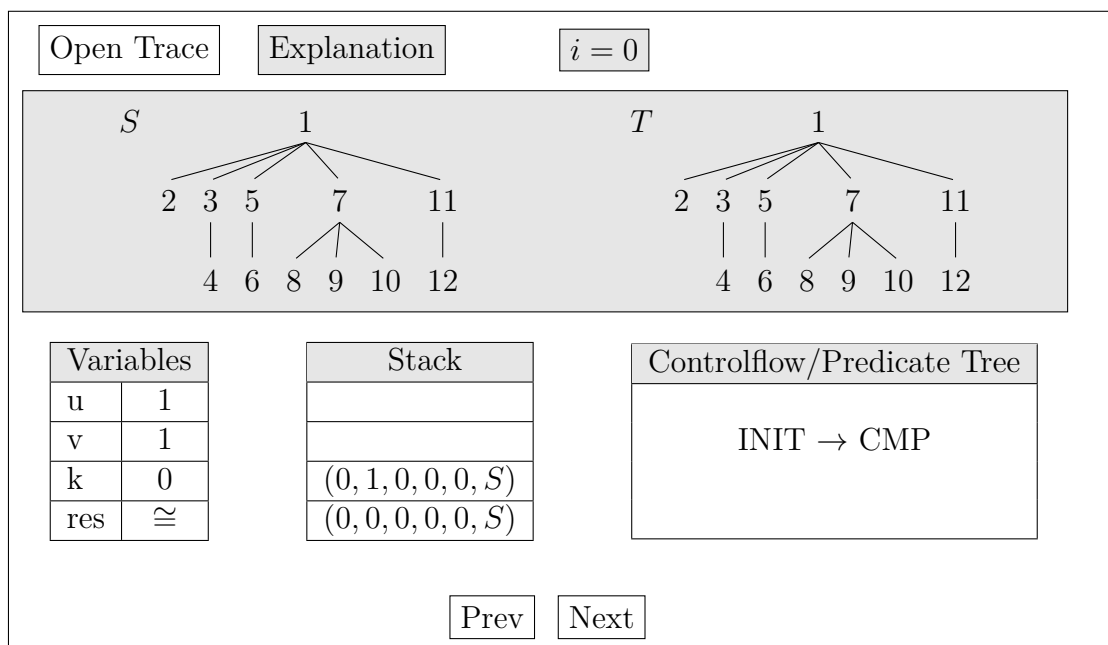 Open Trace Explanation i = 0
S 1 T 1
2 3 5 7 11 2 3 5 7 11
4 6 8 9 10 12 4 6 8 9 10 12
Variables Stack Controlflow/Predicate Tree
u 1
v 1 INIT → CMP
k 0 (0, 1, 0, 0, 0, S)
res ≅ (0, 0, 0, 0, 0, S)
Prev Next